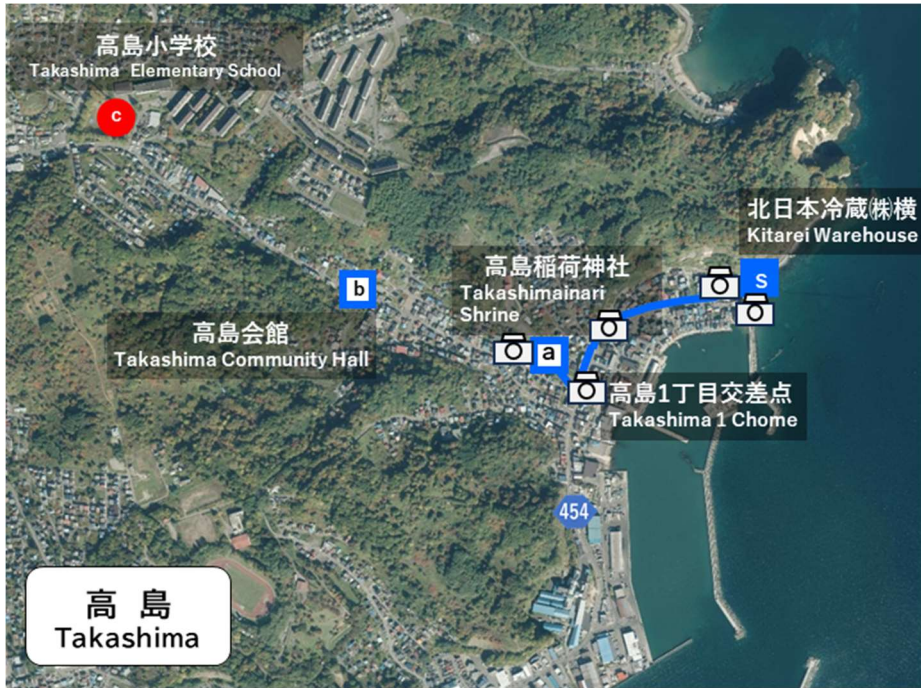 高島小学校
Takashima Elementary School
c
北日本冷蔵㈱横
Kitarei Warehouse
S
高島稲荷神社
Takashimainari
Shrine
b
高島会館
Takashima Community Hall
a
高島1丁目交差点
Takashima 1 Chome
454
高 島
Takashima